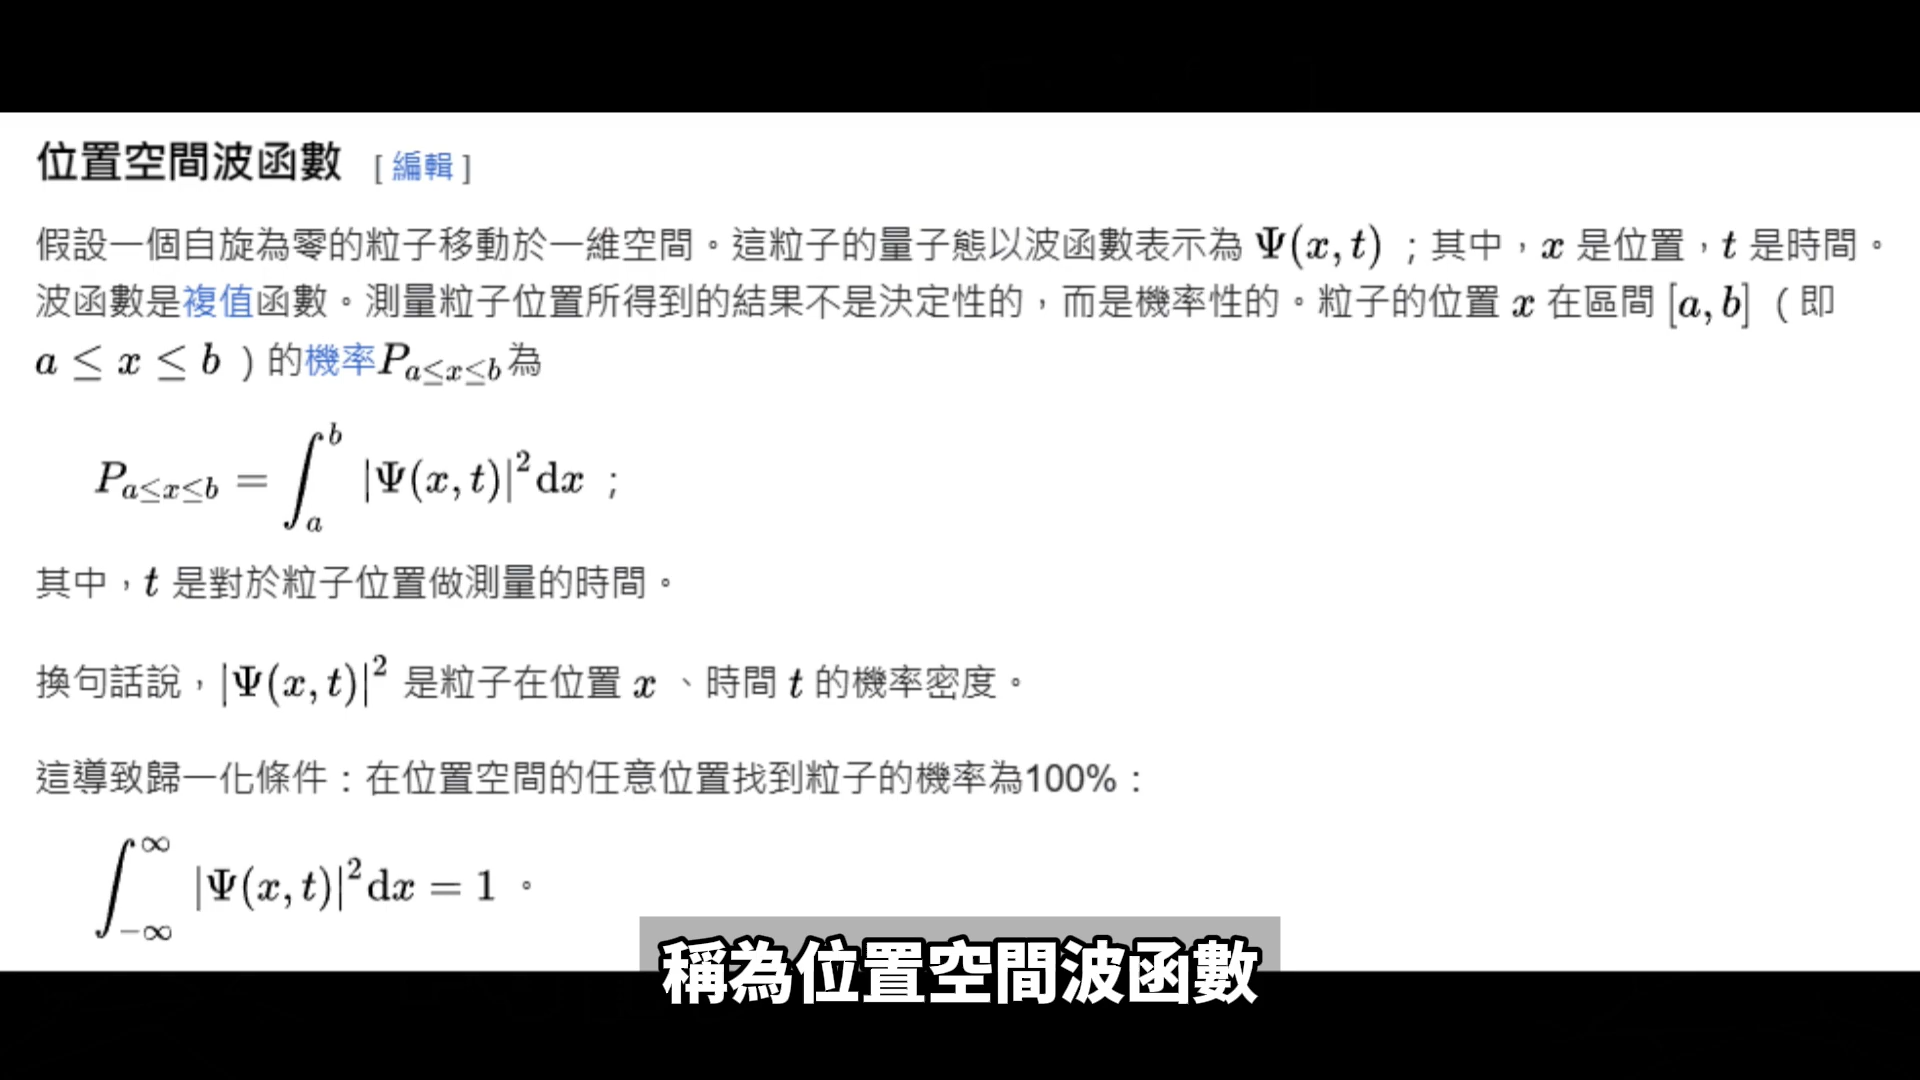 位置空間波函數 [ 編輯 ]
假設一個自旋為零的粒子移動於一維空間。這粒子的量子態以波函數表示為 Ψ(x, t) ；其中，x 是位置，t 是時間。
波函數是複值函數。測量粒子位置所得到的結果不是決定性的，而是機率性的。粒子的位置 x 在區間 [a, b] （即
a ≤ x ≤ b ）的機率P_{a≤x≤b}為
P_{a≤x≤b} = ∫_a^b |Ψ(x, t)|² dx ；
其中，t 是對於粒子位置做測量的時間。
換句話說，|Ψ(x, t)|² 是粒子在位置 x 、時間 t 的機率密度。
這導致歸一化條件：在位置空間的任意位置找到粒子的機率為100%：
∫_{−∞}^{∞} |Ψ(x, t)|² dx = 1 。
稱為位置空間波函數